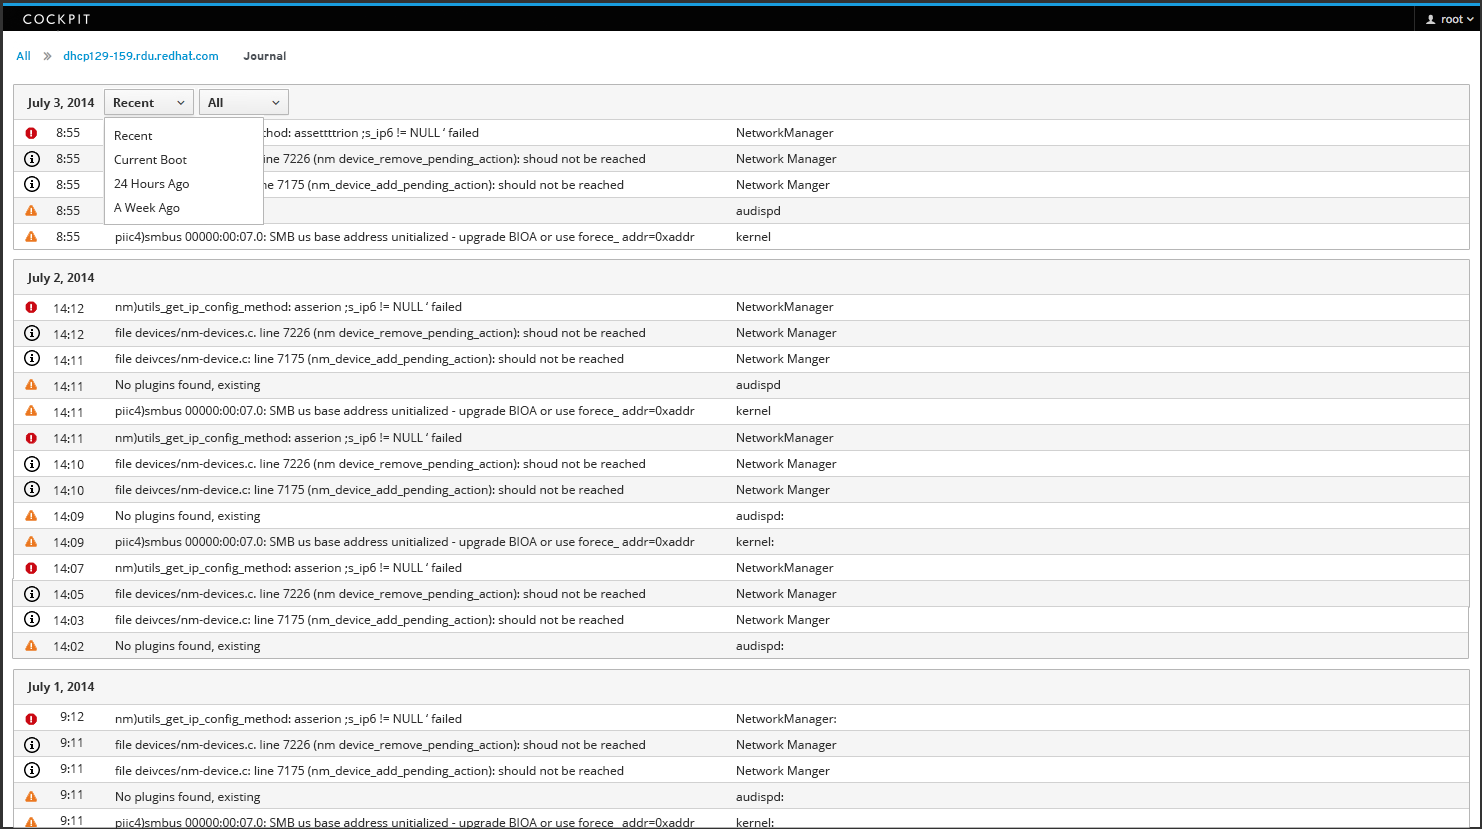 COCKPIT root
All » dhcp129-159.rdu.redhat.com Journal
July 3, 2014 Recent All
8:55 thod: assettttrion ;s_ip6 != NULL ‘ failed NetworkManager
Recent
8:55 line 7226 (nm device_remove_pending_action): shoud not be reached Network Manager
Current Boot
8:55 ne 7175 (nm_device_add_pending_action): should not be reached Network Manger
24 Hours Ago
8:55 audispd
A Week Ago
8:55 piic4)smbus 00000:00:07.0: SMB us base address unitialized - upgrade BIOA or use forece_ addr=0xaddr kernel
July 2, 2014
14:12 nm)utils_get_ip_config_method: asserion ;s_ip6 != NULL ‘ failed NetworkManager
14:12 file devices/nm-devices.c. line 7226 (nm device_remove_pending_action): shoud not be reached Network Manager
14:11 file deivces/nm-device.c: line 7175 (nm_device_add_pending_action): should not be reached Network Manger
14:11 No plugins found, existing audispd
14:11 piic4)smbus 00000:00:07.0: SMB us base address unitialized - upgrade BIOA or use forece_ addr=0xaddr kernel
14:11 nm)utils_get_ip_config_method: asserion ;s_ip6 != NULL ‘ failed NetworkManager
14:10 file devices/nm-devices.c. line 7226 (nm device_remove_pending_action): shoud not be reached Network Manager
14:10 file deivces/nm-device.c: line 7175 (nm_device_add_pending_action): should not be reached Network Manger
14:09 No plugins found, existing audispd:
14:09 piic4)smbus 00000:00:07.0: SMB us base address unitialized - upgrade BIOA or use forece_ addr=0xaddr kernel:
14:07 nm)utils_get_ip_config_method: asserion ;s_ip6 != NULL ‘ failed NetworkManager
14:05 file devices/nm-devices.c. line 7226 (nm device_remove_pending_action): shoud not be reached Network Manager
14:03 file deivces/nm-device.c: line 7175 (nm_device_add_pending_action): should not be reached Network Manger
14:02 No plugins found, existing audispd:
July 1, 2014
9:12 nm)utils_get_ip_config_method: asserion ;s_ip6 != NULL ‘ failed NetworkManager:
9:11 file devices/nm-devices.c. line 7226 (nm device_remove_pending_action): shoud not be reached Network Manager
9:11 file deivces/nm-device.c: line 7175 (nm_device_add_pending_action): should not be reached Network Manger
9:11 No plugins found, existing audispd:
9:11 piic4)smbus 00000:00:07.0: SMB us base address unitialized - upgrade BIOA or use forece_ addr=0xaddr kernel: